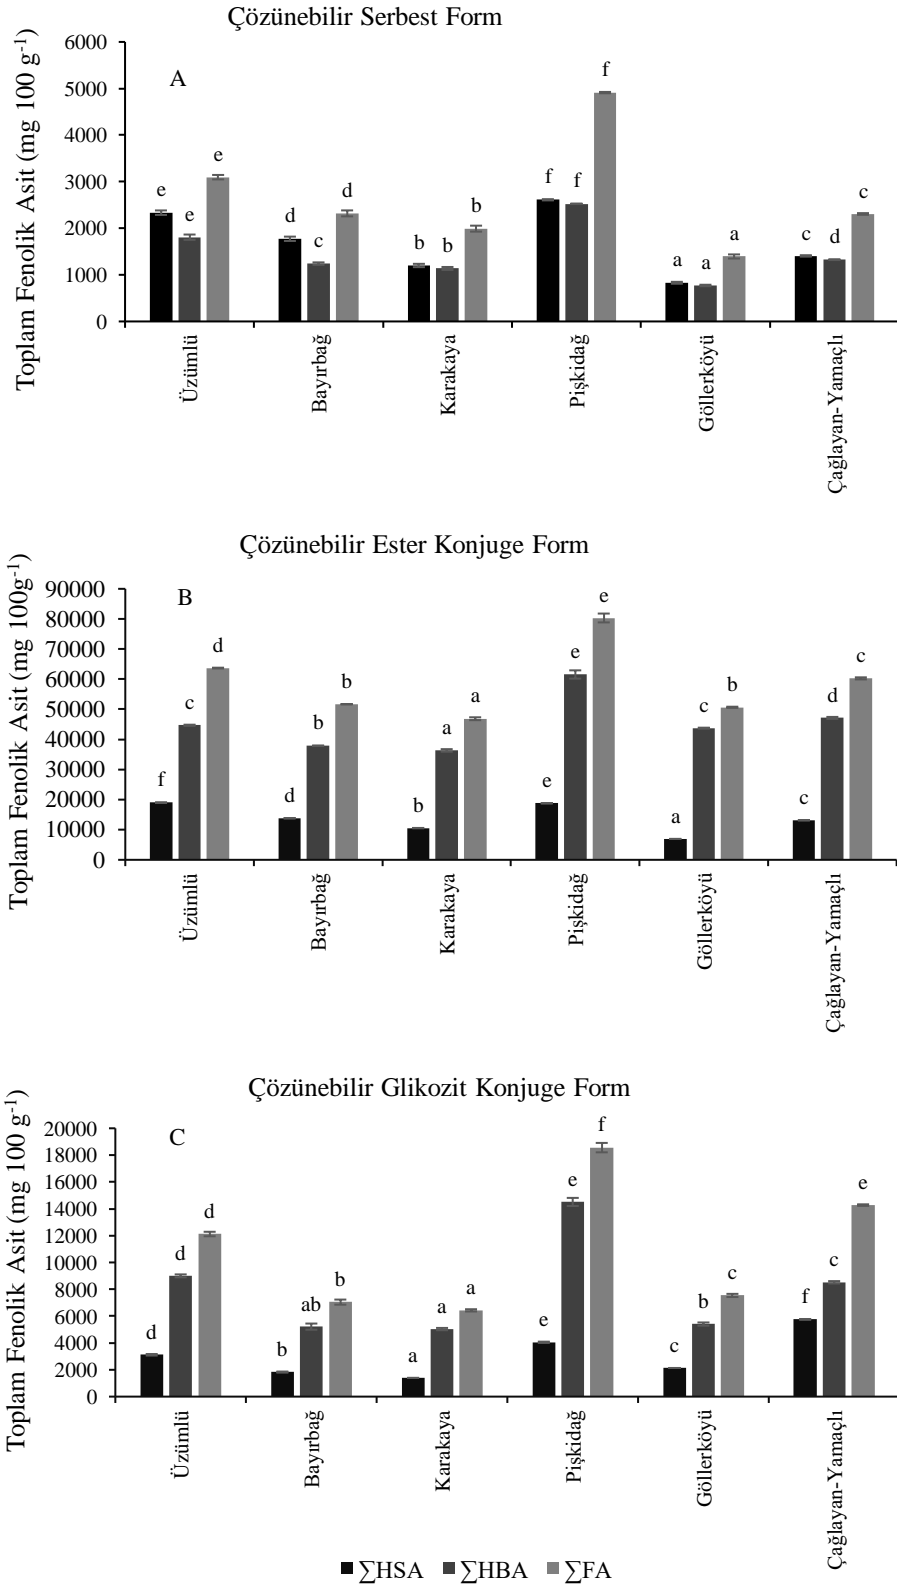 Çözünebilir Serbest Form
Toplam Fenolik Asit (mg 100 g-1)
A
6000
5000
4000
3000
2000
1000
0
e e e
d c d
b b b
f f f
a a a
c d c
Üzümlü
Bayırbağ
Karakaya
Pişkidağ
Göllerköyü
Çağlayan-Yamaçlı
Çözünebilir Ester Konjuge Form
Toplam Fenolik Asit (mg 100g-1)
B
90000
80000
70000
60000
50000
40000
30000
20000
10000
0
f c d
d b b
b a a
e e e
a c b
c d c
Üzümlü
Bayırbağ
Karakaya
Pişkidağ
Göllerköyü
Çağlayan-Yamaçlı
Çözünebilir Glikozit Konjuge Form
Toplam Fenolik Asit (mg 100 g-1)
C
20000
18000
16000
14000
12000
10000
8000
6000
4000
2000
0
d d d
b ab b
a a a
e e f
c b c
f c e
Üzümlü
Bayırbağ
Karakaya
Pişkidağ
Göllerköyü
Çağlayan-Yamaçlı
∑HSA ∑HBA ∑FA